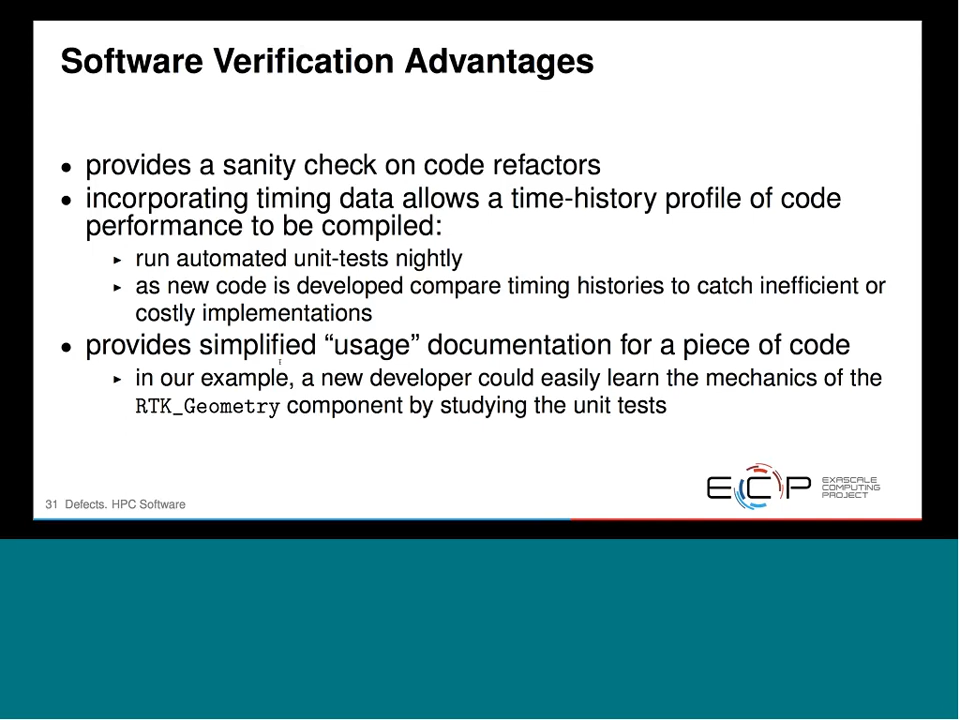 Software Verification Advantages
• provides a sanity check on code refactors
• incorporating timing data allows a time-history profile of code
performance to be compiled:
▸ run automated unit-tests nightly
▸ as new code is developed compare timing histories to catch inefficient or
costly implementations
• provides simplified “usage” documentation for a piece of code
▸ in our example, a new developer could easily learn the mechanics of the
RTK_Geometry component by studying the unit tests
31 Defects. HPC Software
ECP
EXASCALE
COMPUTING
PROJECT